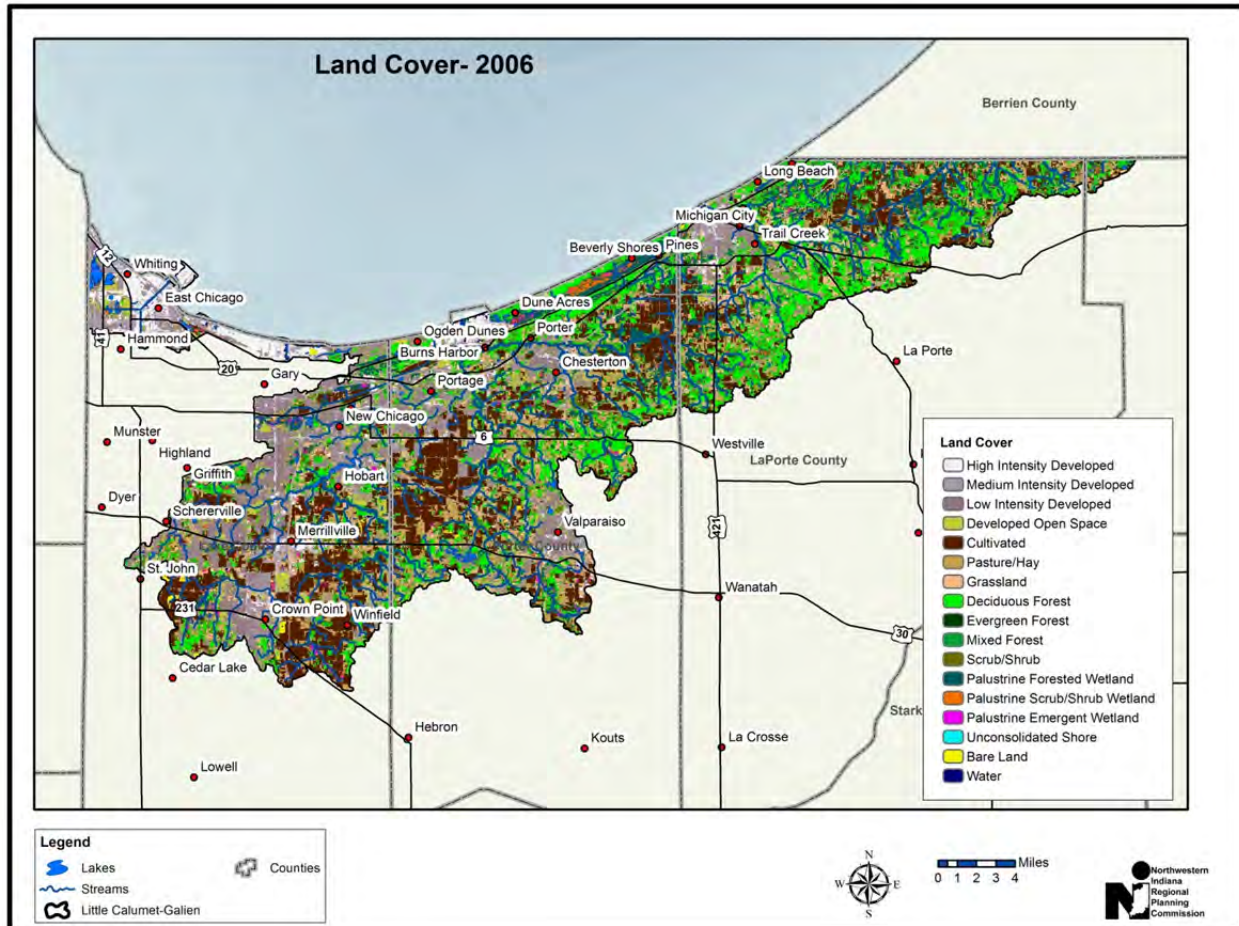 Land Cover- 2006
Berrien County
Long Beach
Michigan City
Trail Creek
Beverly Shores
Pines
12
Whiting
East Chicago
Dune Acres
Hammond
41
Ogden Dunes
Porter
20
Burns Harbor
Chesterton
La Porte
Gary
Portage
New Chicago
6
Munster
Highland
Westville
LaPorte County
Griffith
Hobart
Dyer
Schererville
421
Valparaiso
Merrillville
County
St. John
Wanatah
231
Crown Point
Winfield
30
Cedar Lake
Stark
Hebron
Kouts
La Crosse
Lowell
Land Cover
High Intensity Developed
Medium Intensity Developed
Low Intensity Developed
Developed Open Space
Cultivated
Pasture/Hay
Grassland
Deciduous Forest
Evergreen Forest
Mixed Forest
Scrub/Shrub
Palustrine Forested Wetland
Palustrine Scrub/Shrub Wetland
Palustrine Emergent Wetland
Unconsolidated Shore
Bare Land
Water
Legend
Lakes
Counties
Streams
Little Calumet-Galien
N
W
E
S
Miles
0 1 2 3 4
Northwestern
Indiana
Regional
Planning
Commission